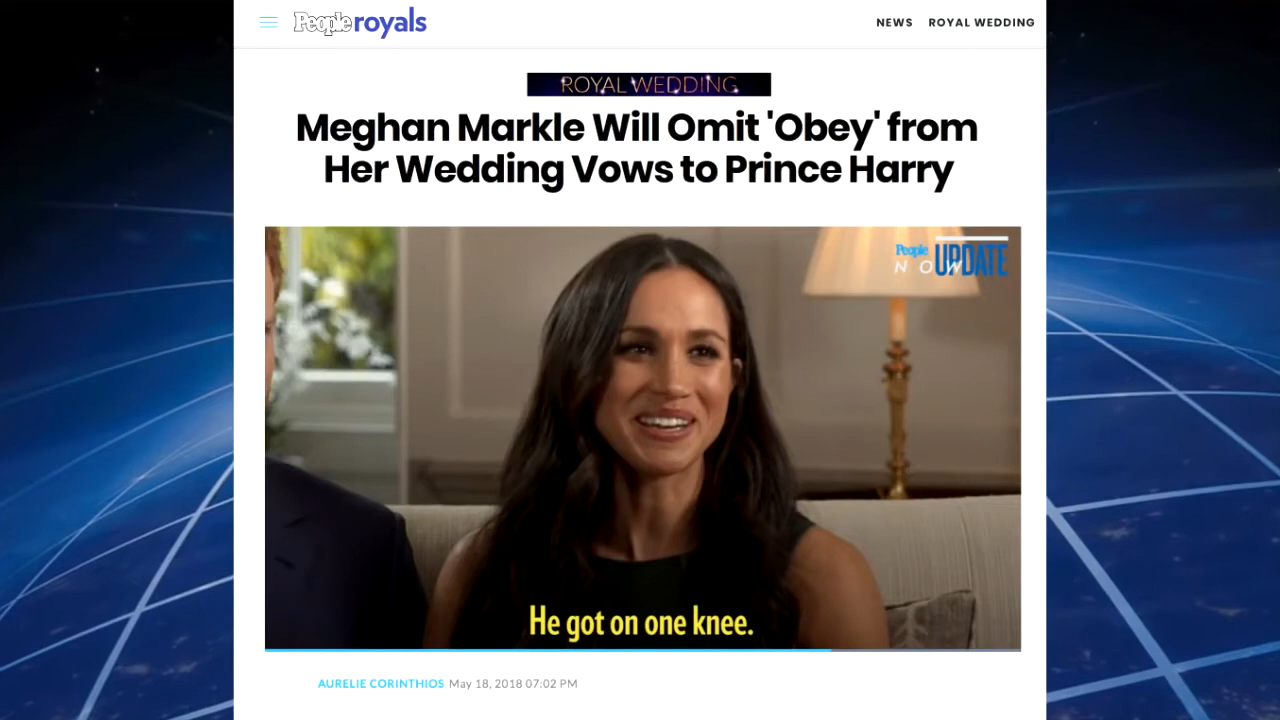 People royals
NEWS ROYAL WEDDING
ROYAL WEDDING
Meghan Markle Will Omit 'Obey' from
Her Wedding Vows to Prince Harry
People
NOW UPDATE
He got on one knee.
AURELIE CORINTHIOS May 18, 2018 07:02 PM